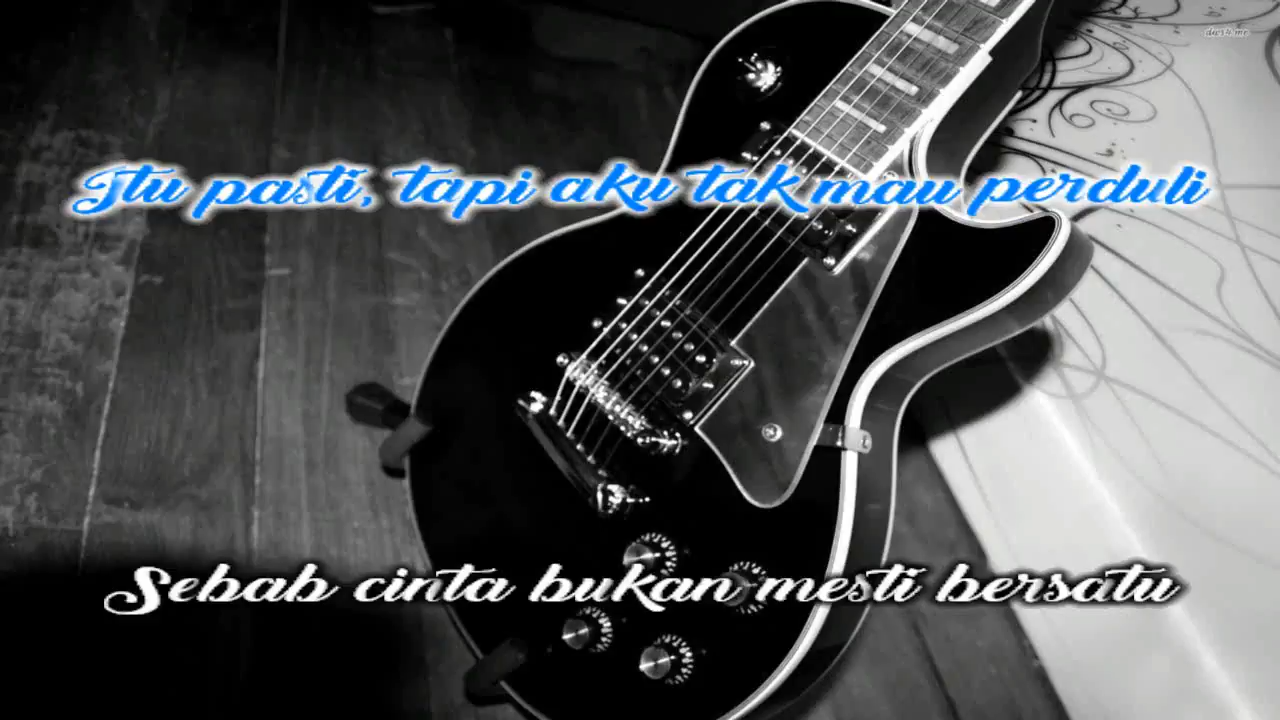 Itu pasti, tapi aku tak mau perduli
Sebab cinta bukan mesti bersatu